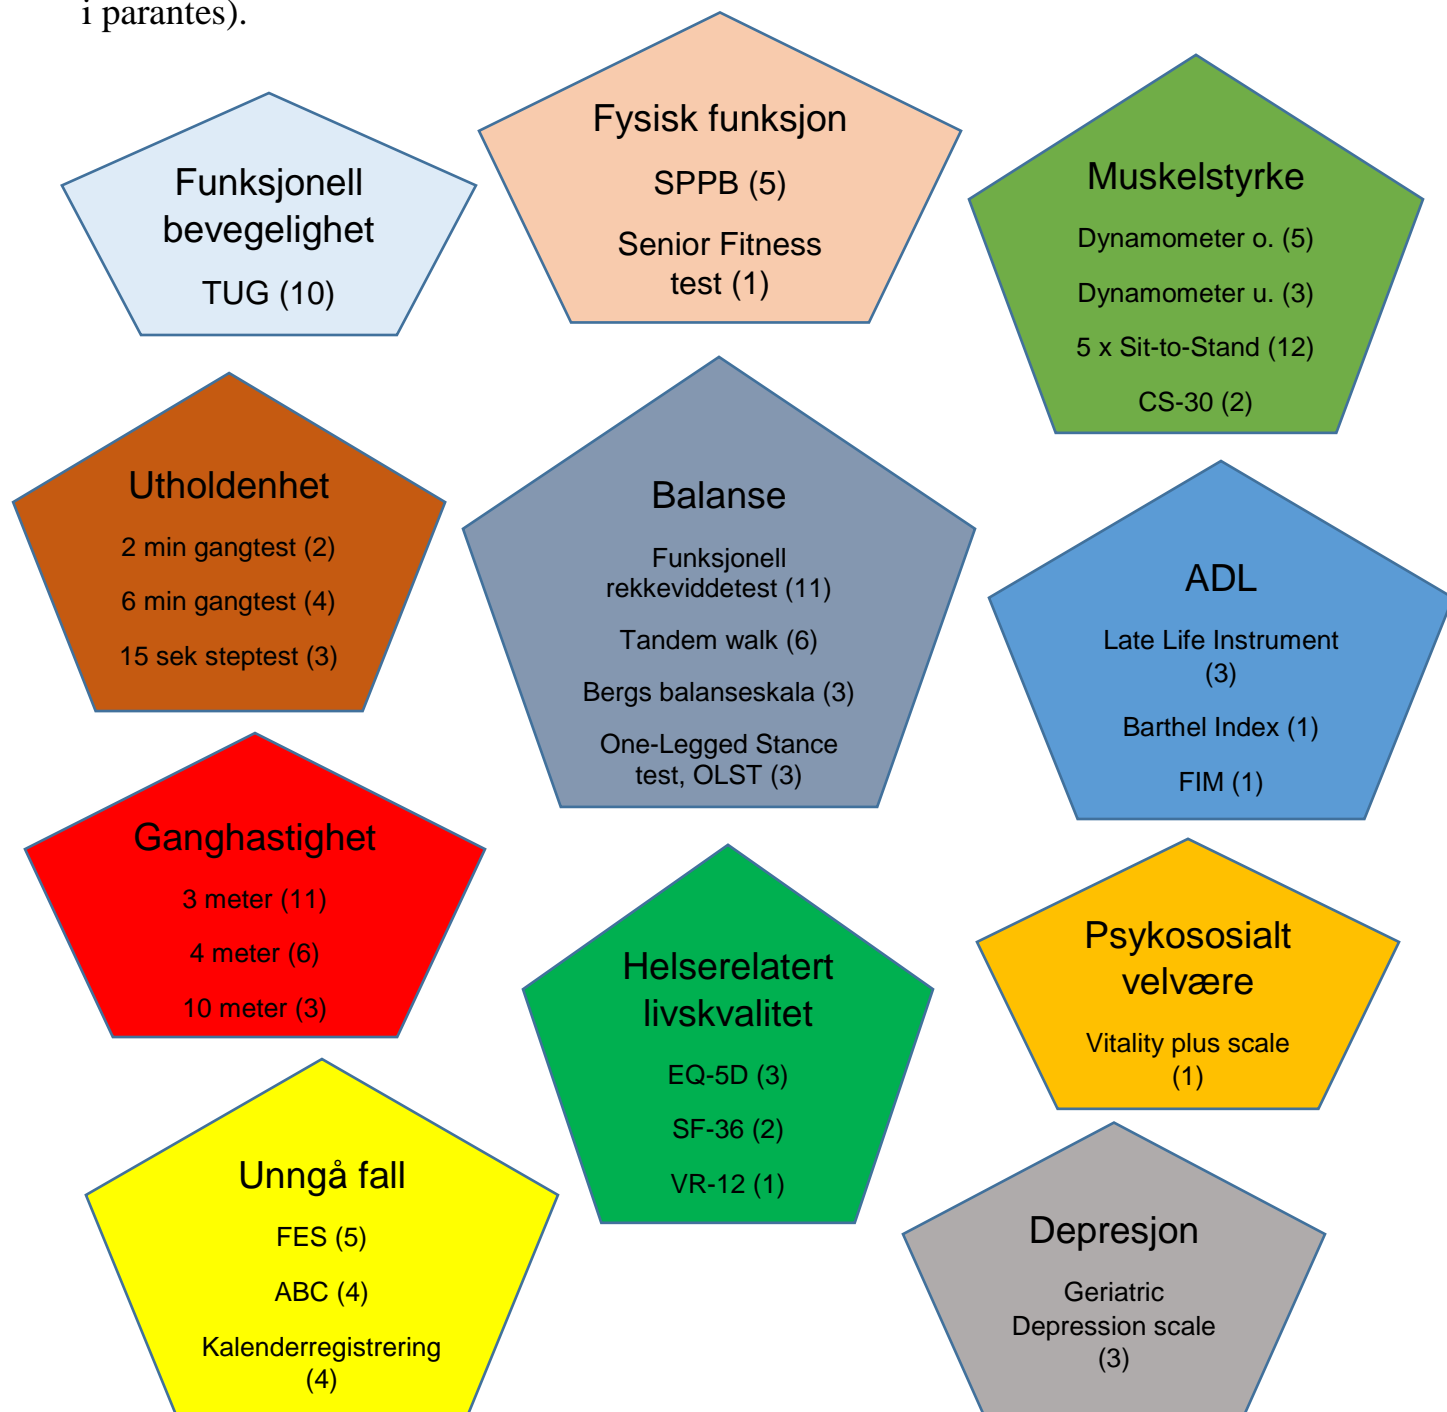 i parantes).
Funksjonell
bevegelighet
TUG (10)
Fysisk funksjon
SPPB (5)
Senior Fitness
test (1)
Muskelstyrke
Dynamometer o. (5)
Dynamometer u. (3)
5 x Sit-to-Stand (12)
CS-30 (2)
Utholdenhet
2 min gangtest (2)
6 min gangtest (4)
15 sek steptest (3)
Balanse
Funksjonell
rekkeviddetest (11)
Tandem walk (6)
Bergs balanseskala (3)
One-Legged Stance
test, OLST (3)
ADL
Late Life Instrument
(3)
Barthel Index (1)
FIM (1)
Ganghastighet
3 meter (11)
4 meter (6)
10 meter (3)
Helserelatert
livskvalitet
EQ-5D (3)
SF-36 (2)
VR-12 (1)
Psykososialt
velvære
Vitality plus scale
(1)
Unngå fall
FES (5)
ABC (4)
Kalenderregistrering
(4)
Depresjon
Geriatric
Depression scale
(3)